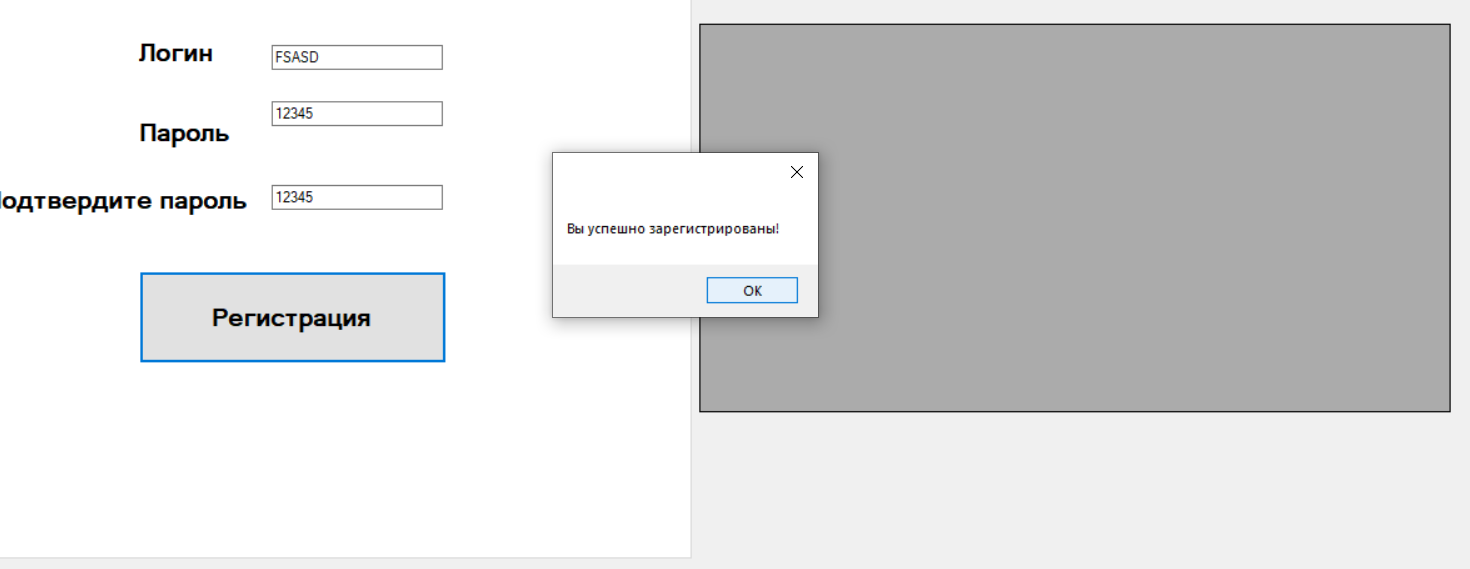 Логин
FSASD
12345
Пароль
одтвердите пароль
12345
Вы успешно зарегистрированы!
OK
Регистрация